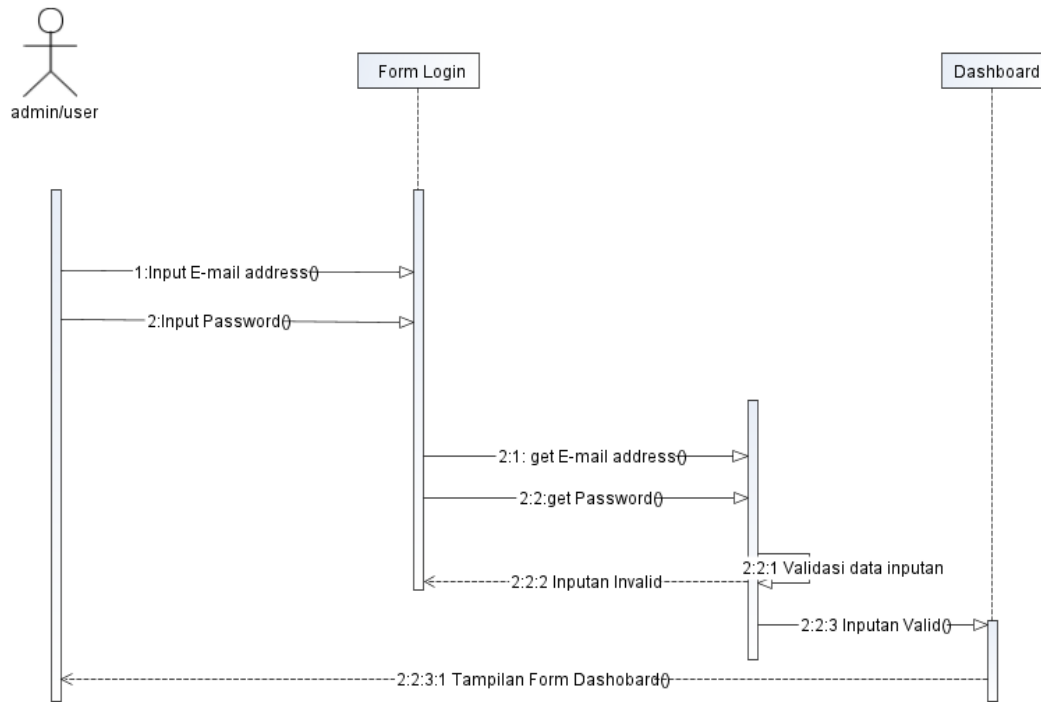 admin/user
Form Login
Dashboard
1:Input E-mail address()
2:Input Password()
2:1: get E-mail address()
2:2:get Password()
2:2:1 Validasi data inputan
2:2:2 Inputan Invalid
2:2:3 Inputan Valid()
2:2:3:1 Tampilan Form Dashobard()